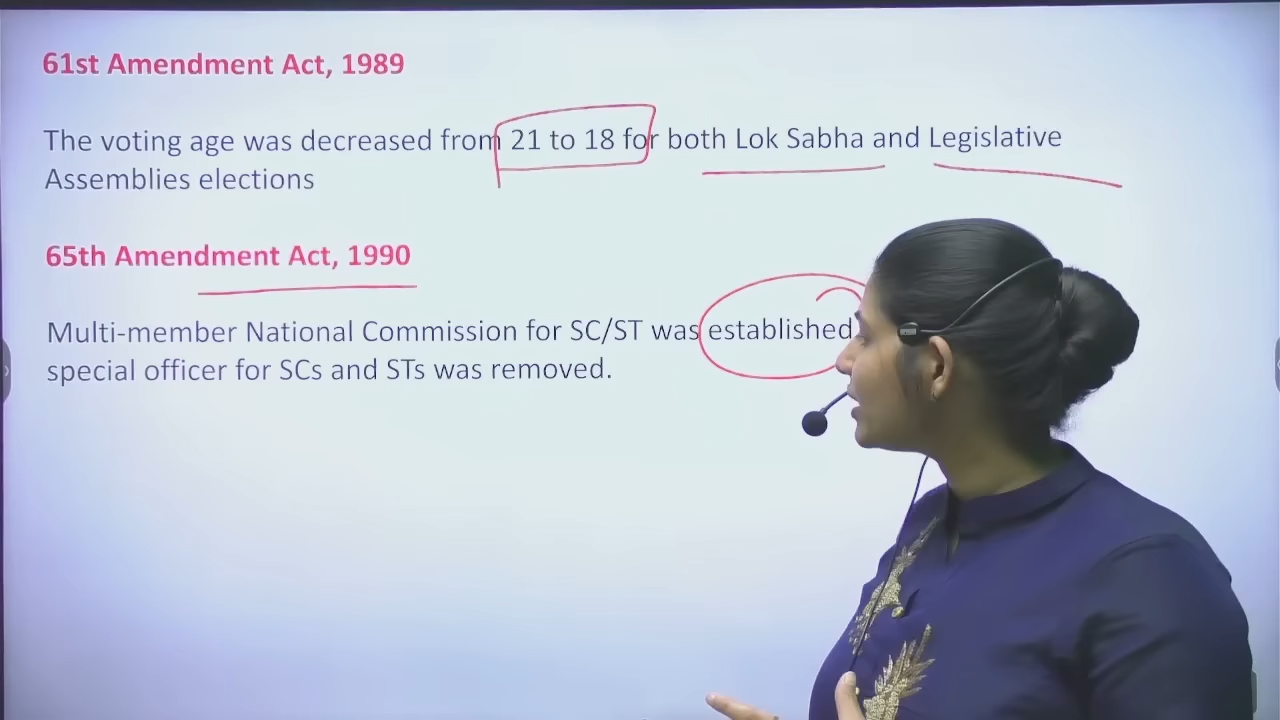 61st Amendment Act, 1989
The voting age was decreased from 21 to 18 for both Lok Sabha and Legislative
Assemblies elections
65th Amendment Act, 1990
Multi-member National Commission for SC/ST was established
special officer for SCs and STs was removed.